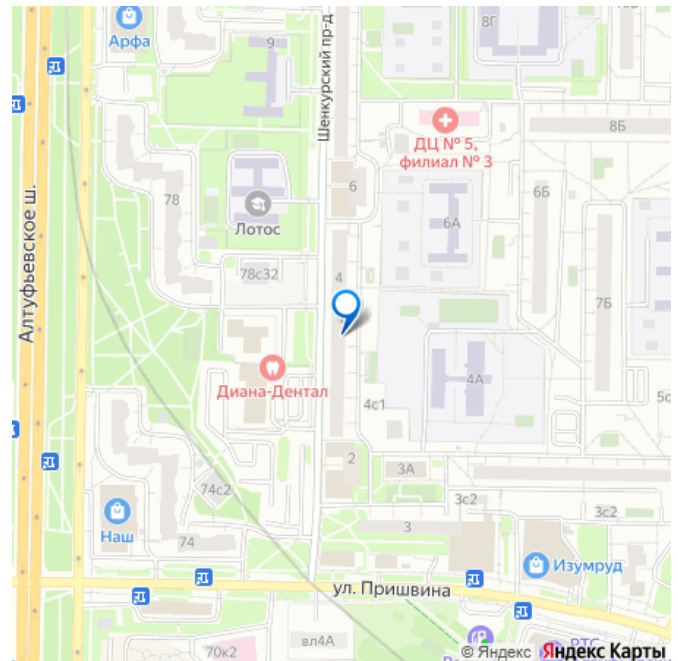 8Г
Арфа
9
Шенкурский пр-д
ДЦ № 5,
филиал № 3
8Б
6
6Б
78
6А
Лотос
Алтуфьевское ш.
78с32
4
7Б
Диана-Дентал
4А
4с1
5с
2
3А
74с2
3с2
3с2
Наш
3
74
Изумруд
ул. Пришвина
вл4А
70к2
РТС
© Яндекс Яндекс Карты